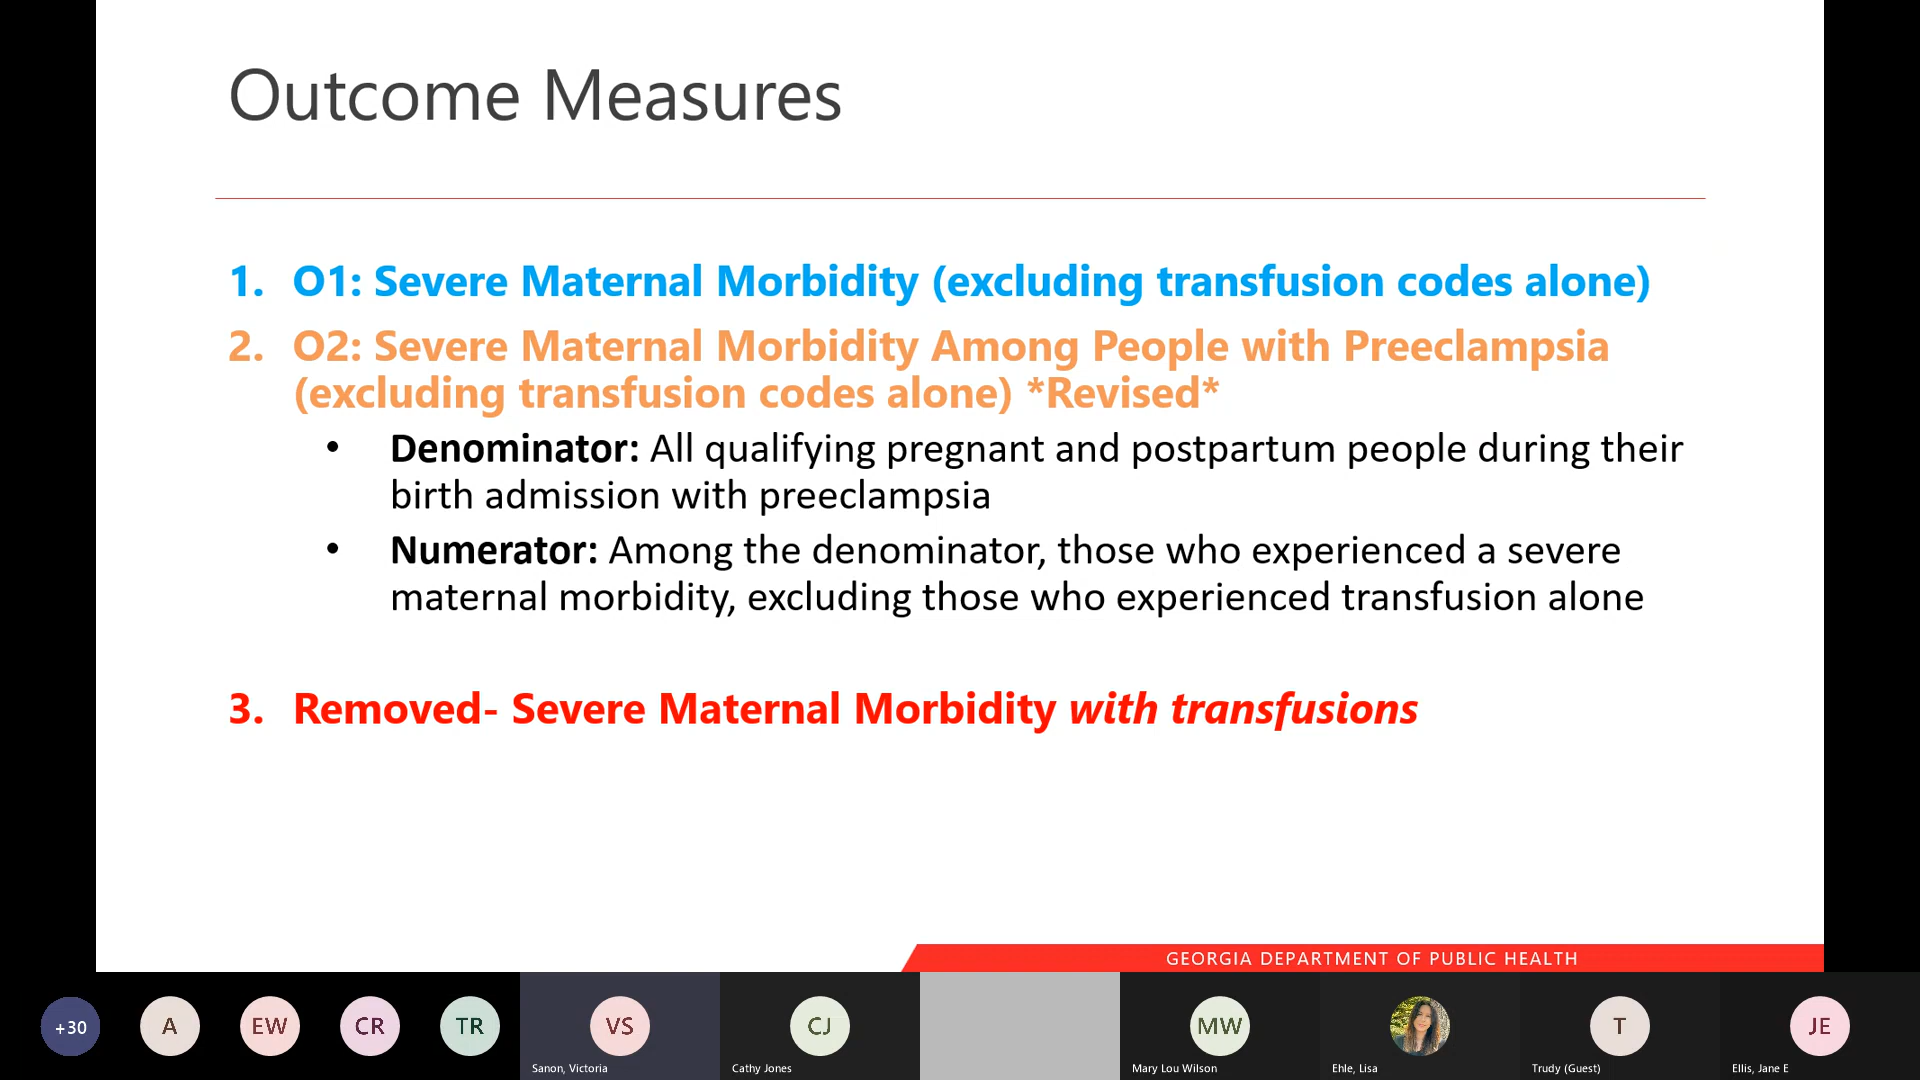 Outcome Measures
1. O1: Severe Maternal Morbidity (excluding transfusion codes alone)
2. O2: Severe Maternal Morbidity Among People with Preeclampsia
(excluding transfusion codes alone) *Revised*
• Denominator: All qualifying pregnant and postpartum people during their
birth admission with preeclampsia
• Numerator: Among the denominator, those who experienced a severe
maternal morbidity, excluding those who experienced transfusion alone
3. Removed- Severe Maternal Morbidity with transfusions
GEORGIA DEPARTMENT OF PUBLIC HEALTH
+30 A EW CR TR VS CJ MW T JE
Sanon, Victoria Cathy Jones Mary Lou Wilson Ehle, Lisa Trudy (Guest) Ellis, Jane E